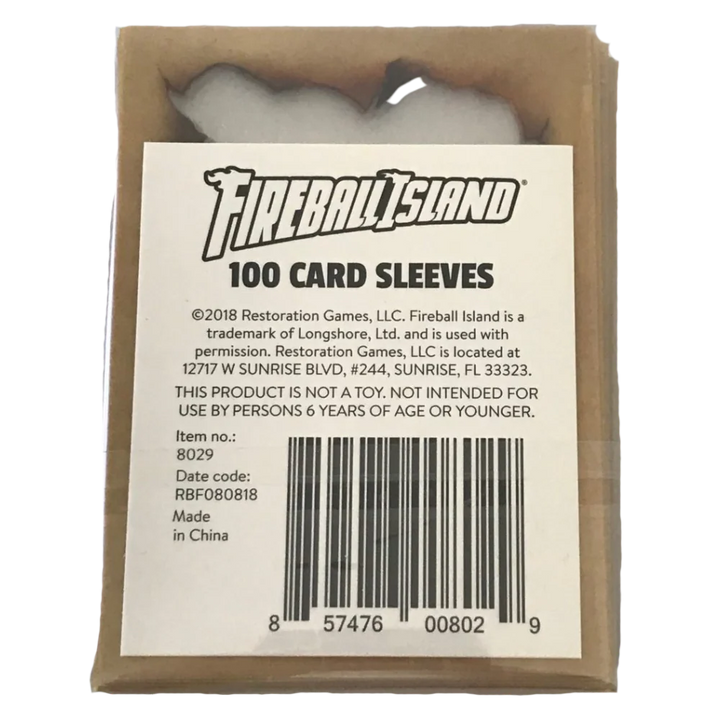 FIREBALL ISLAND®
100 CARD SLEEVES
©2018 Restoration Games, LLC. Fireball Island is a
trademark of Longshore, Ltd. and is used with
permission. Restoration Games, LLC is located at
12717 W SUNRISE BLVD, #244, SUNRISE, FL 33323.
THIS PRODUCT IS NOT A TOY. NOT INTENDED FOR
USE BY PERSONS 6 YEARS OF AGE OR YOUNGER.
Item no.:
8029
Date code:
RBF080818
Made
in China
8 57476 00802 9